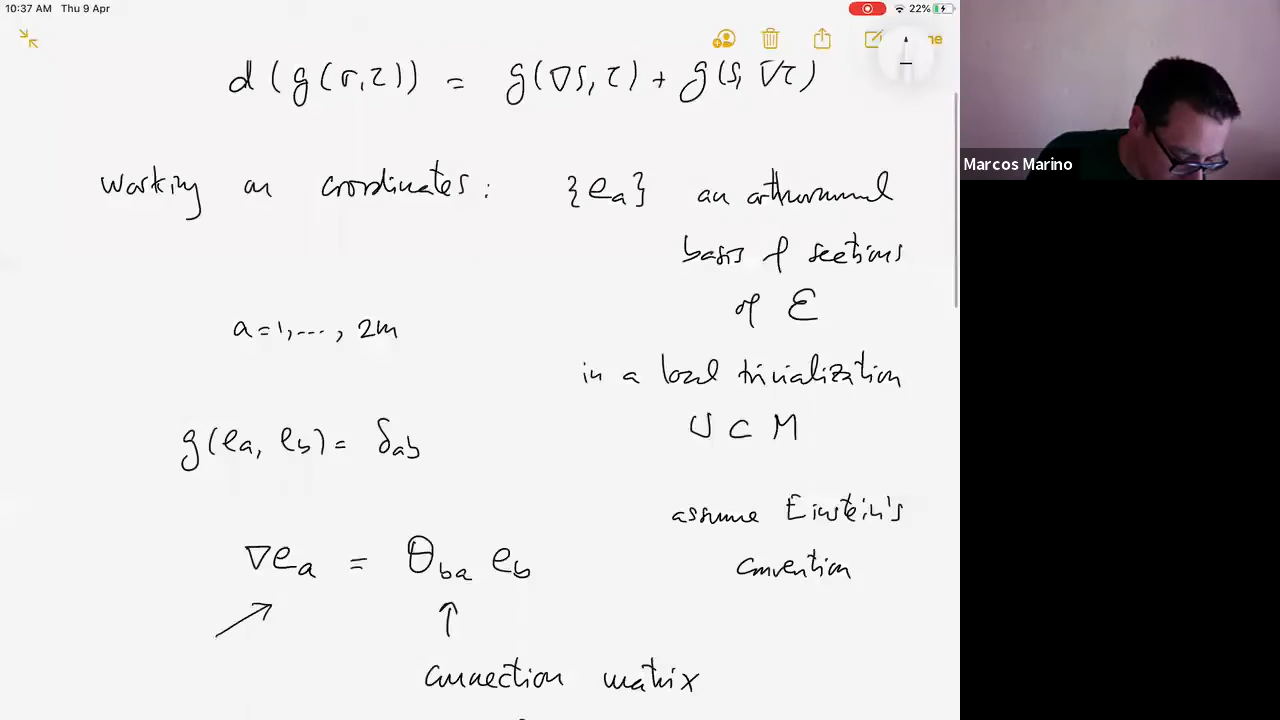 10:37 AM Thu 9 Apr
22%
d(g(σ,τ)) = g(∇s, τ) + g(s, ∇τ)
working on coordinates: {e_a} an orthonormal
basis of sections
of E
a=1,..., 2m
in a local trivialization
U ⊂ M
g(e_a, e_b) = δ_ab
assume Einstein's
convention
∇e_a = θ_ba e_b
connection matrix
Marcos Marino